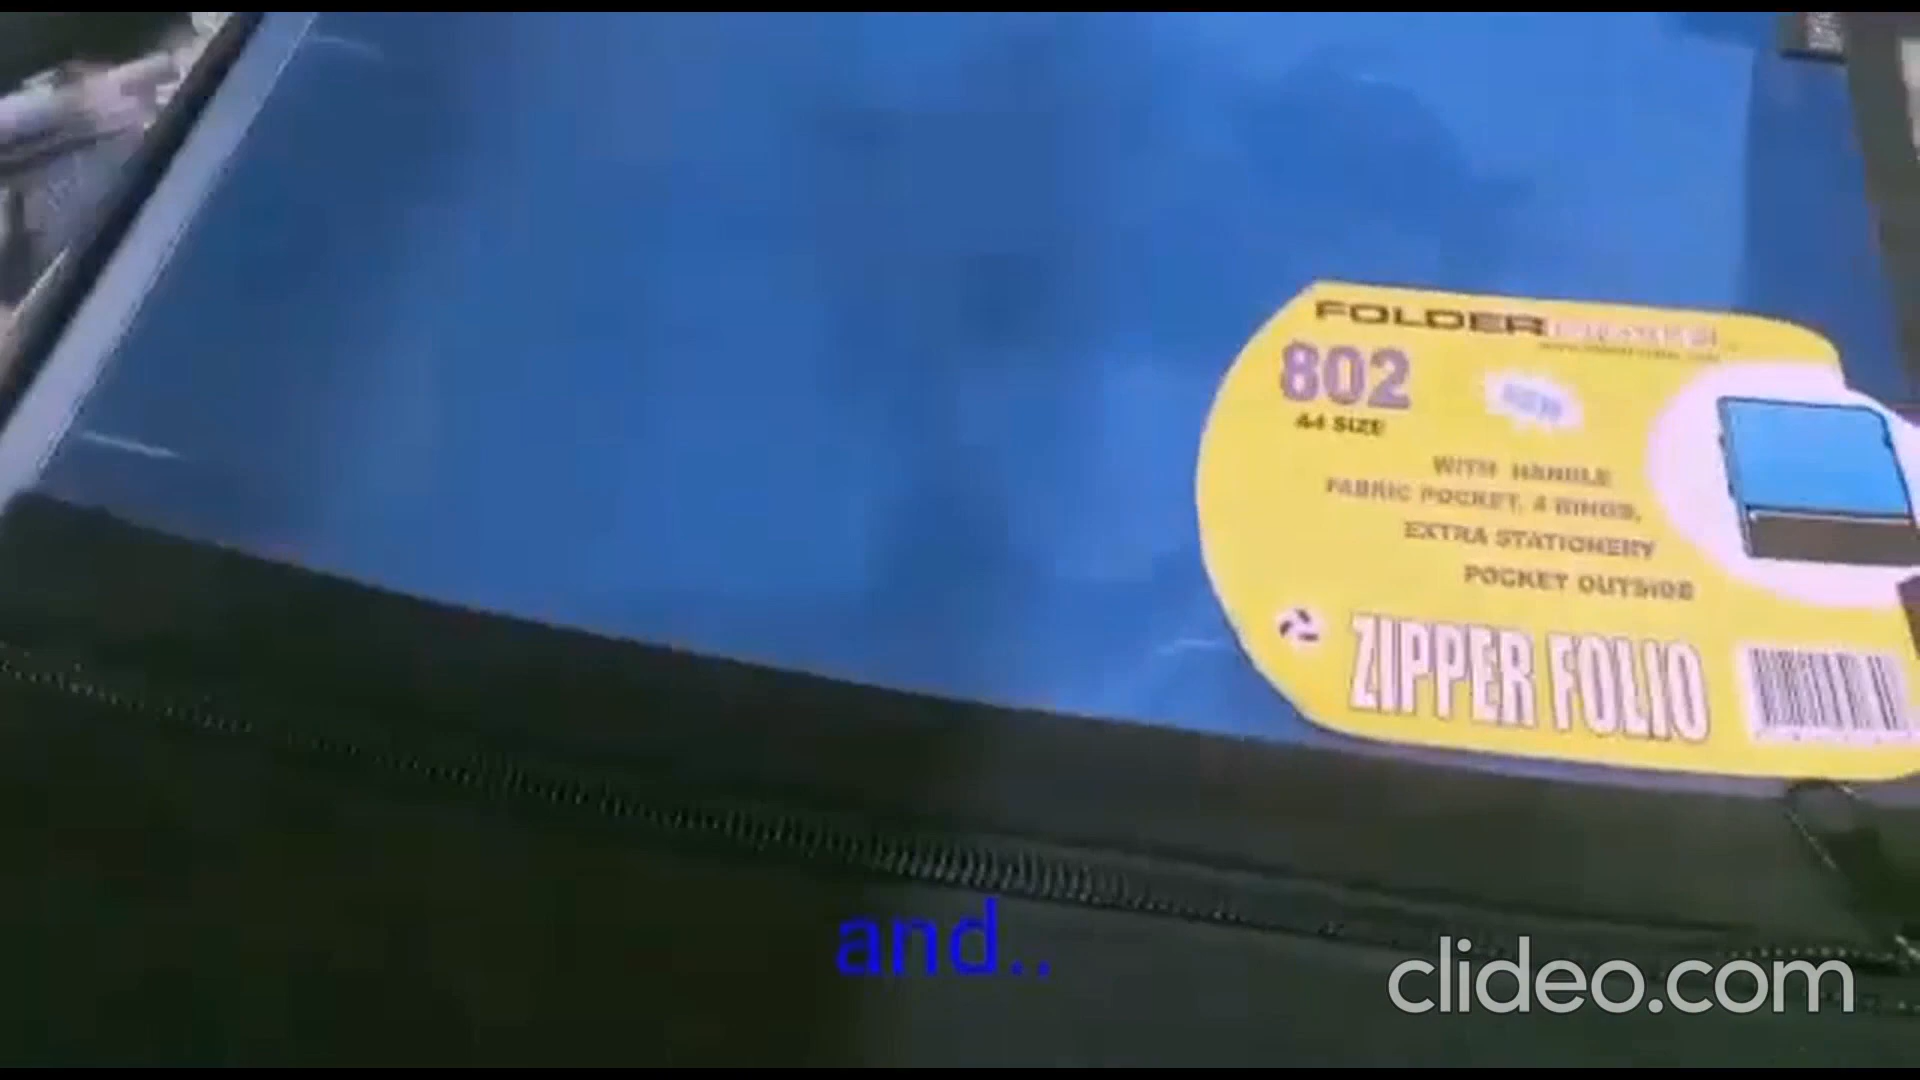 FOLDER
802
A4 SIZE
WITH HANDLE
FABRIC POCKET, 4 RINGS,
EXTRA STATIONERY
POCKET OUTSIDE
ZIPPER FOLIO
and..
clideo.com